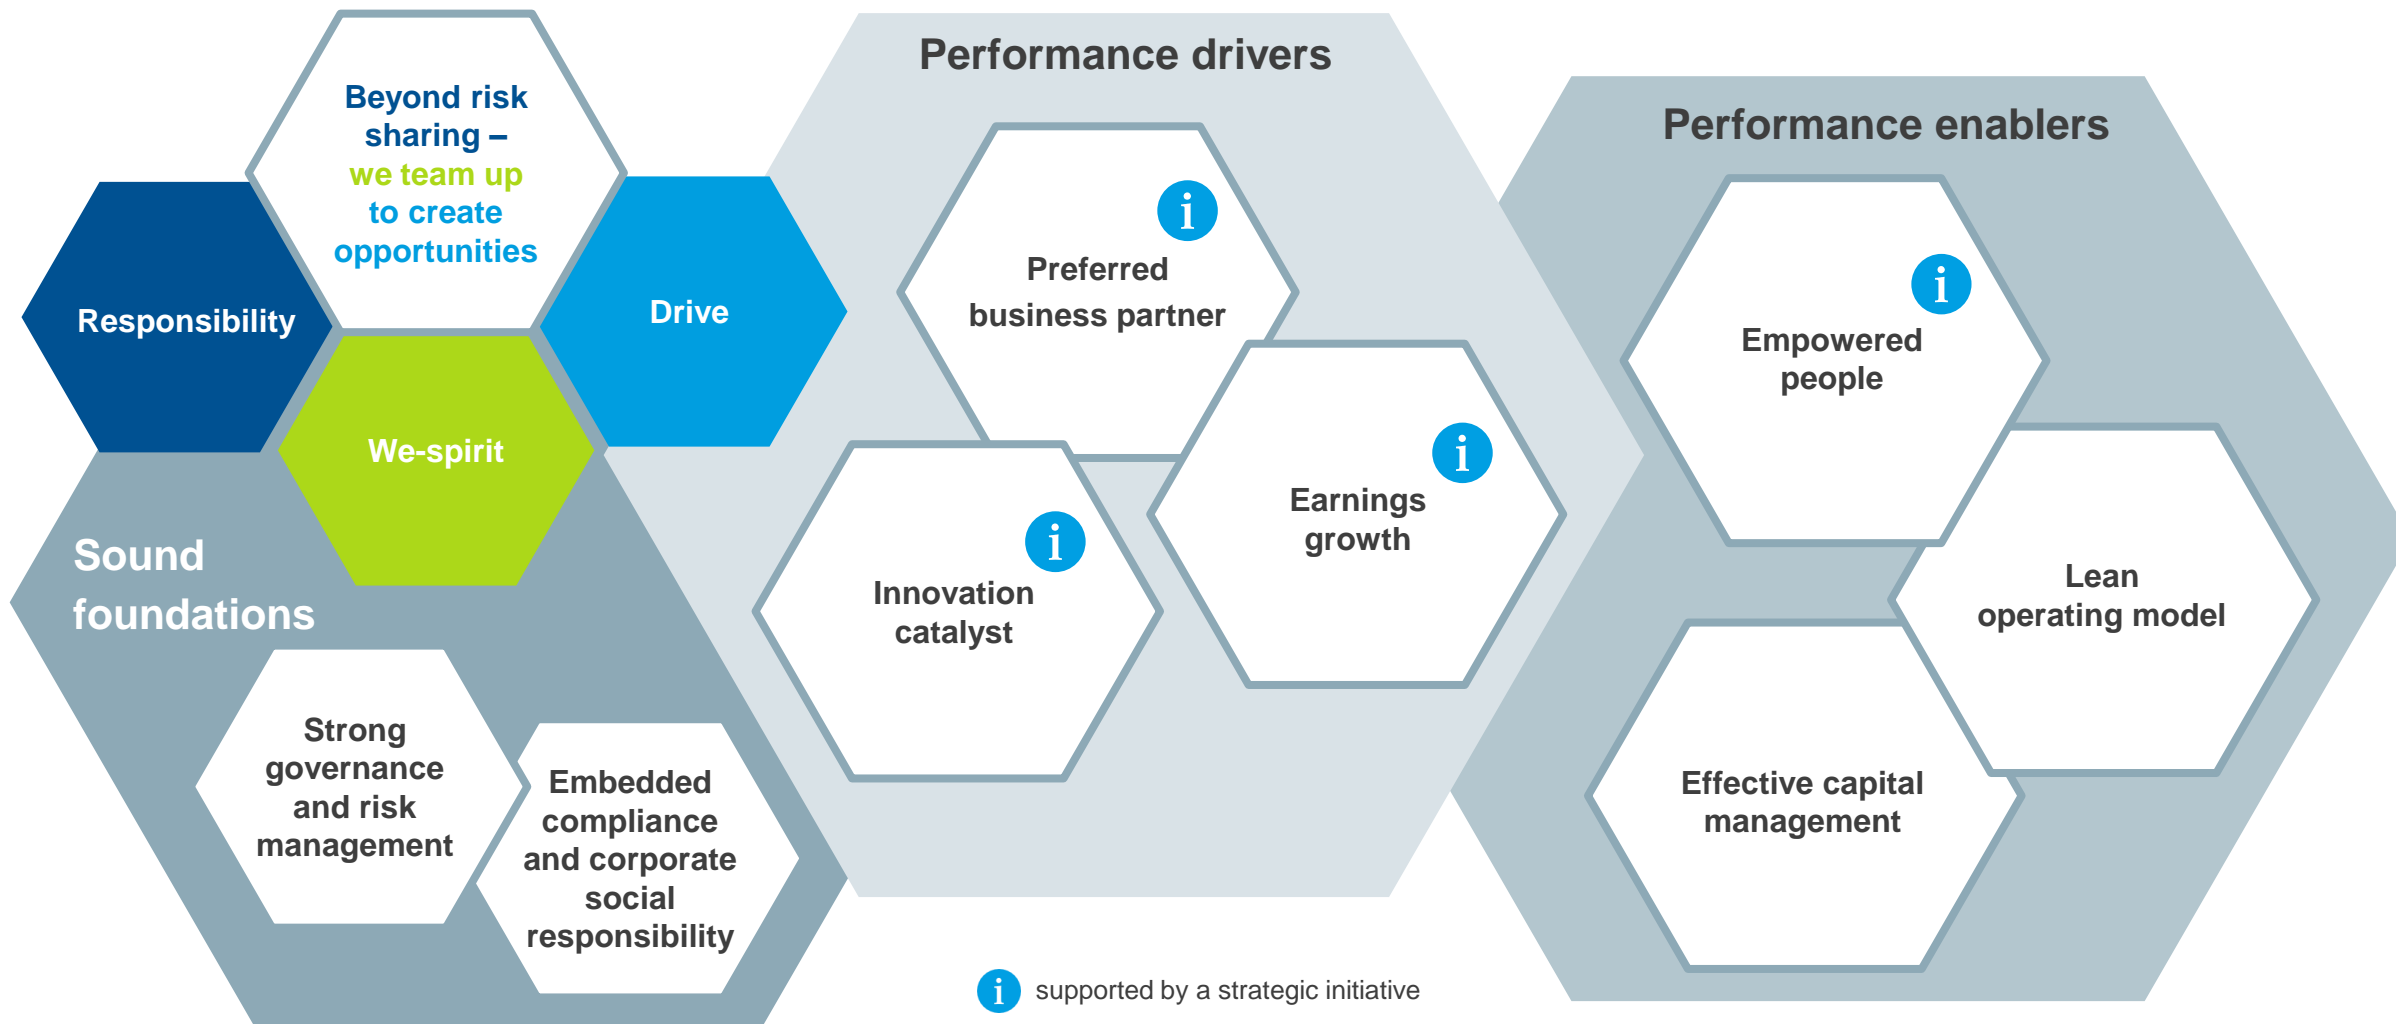 Beyond risk
sharing –
we team up
to create
opportunities
Responsibility
Drive
We-spirit
Sound
foundations
Strong
governance
and risk
management
Embedded
compliance
and corporate
social
responsibility
Performance drivers
i
Preferred
business partner
i
Earnings
growth
i
Innovation
catalyst
Performance enablers
i
Empowered
people
Lean
operating model
Effective capital
management
i supported by a strategic initiative